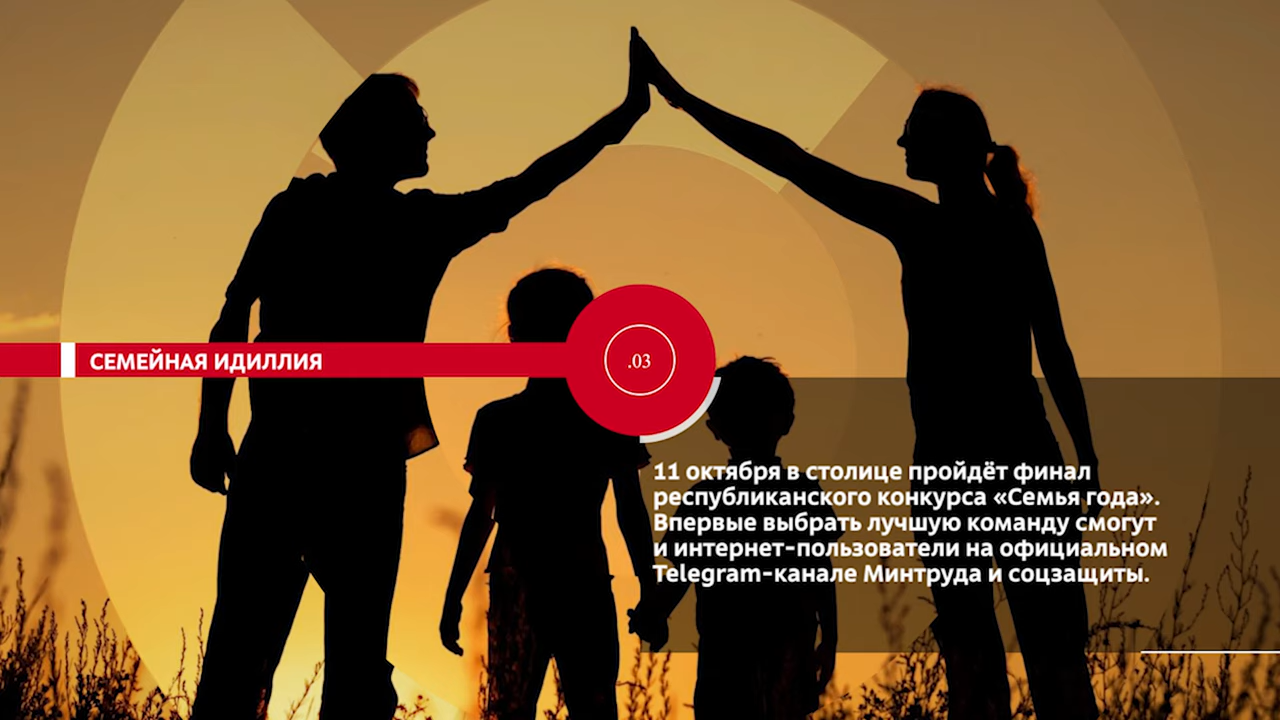 СЕМЕЙНАЯ ИДИЛЛИЯ
.03
11 октября в столице пройдёт финал
республиканского конкурса «Семья года».
Впервые выбрать лучшую команду смогут
и интернет-пользователи на официальном
Telegram-канале Минтруда и соцзащиты.